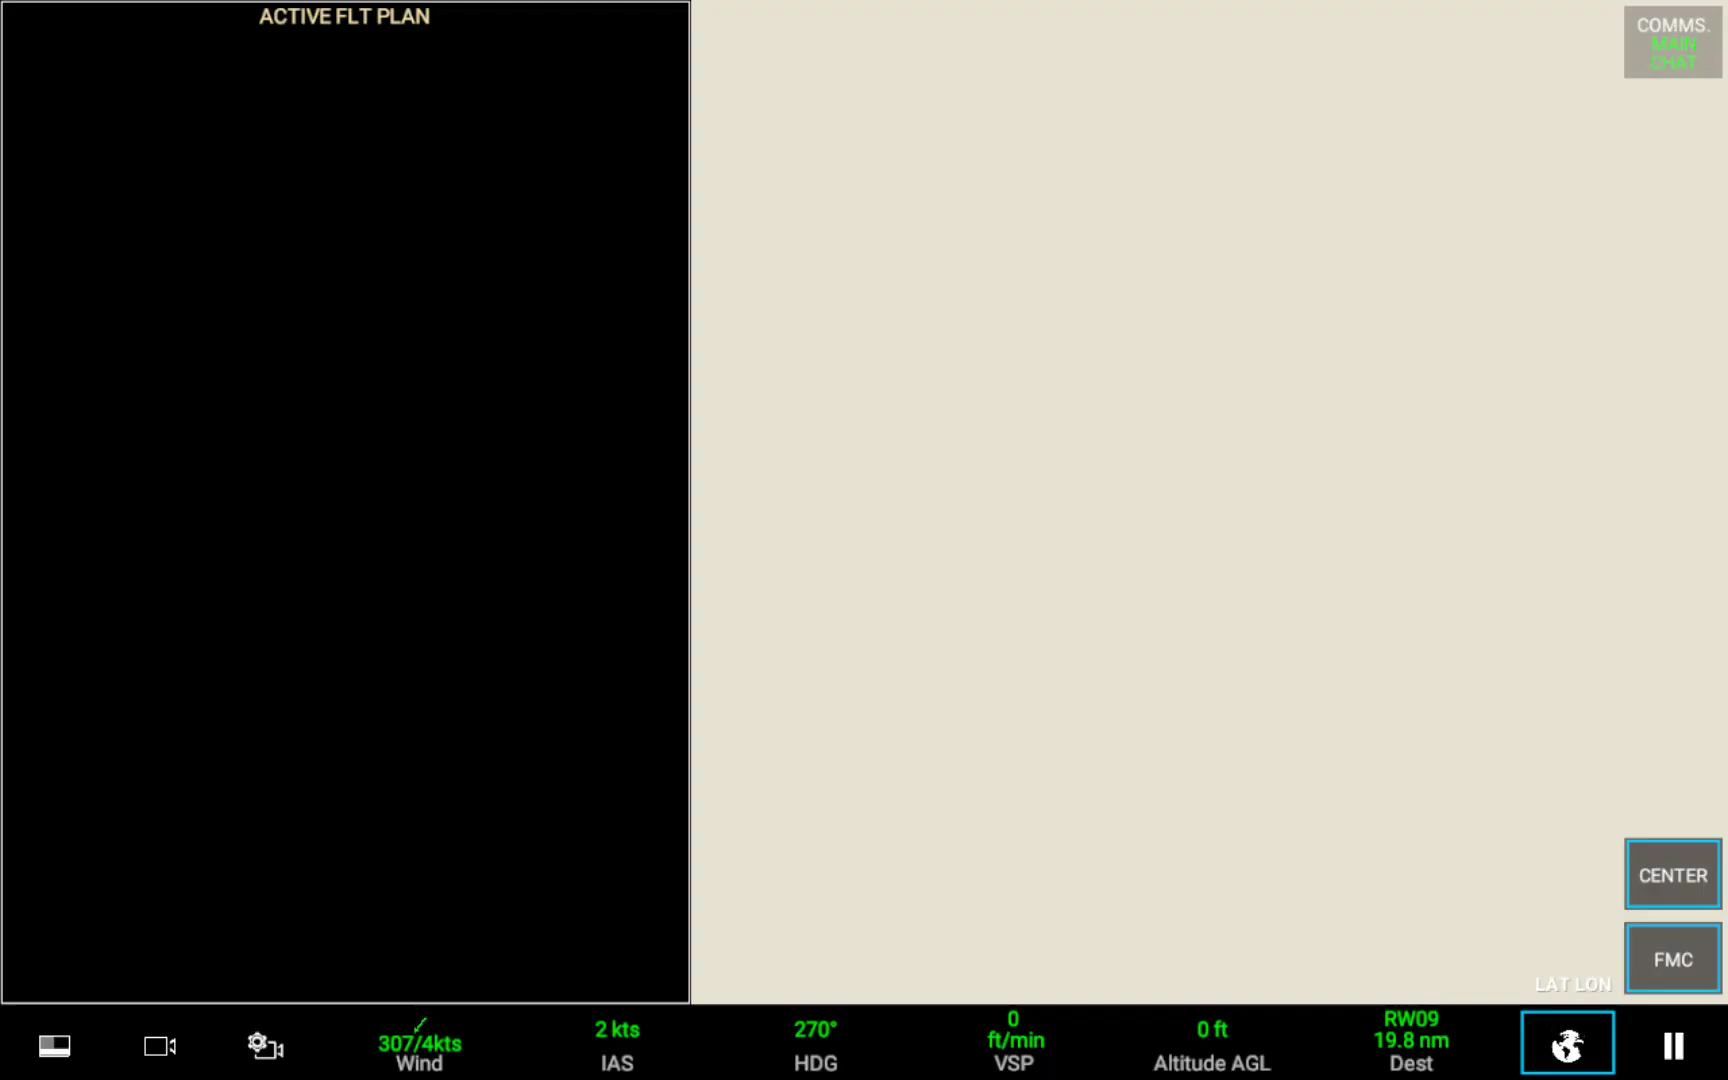 ACTIVE FLT PLAN
COMMS.
MAIN
CHAT
CENTER
FMC
LAT LON
307/4kts
Wind
2 kts
IAS
270°
HDG
0
ft/min
VSP
0 ft
Altitude AGL
RW09
19.8 nm
Dest